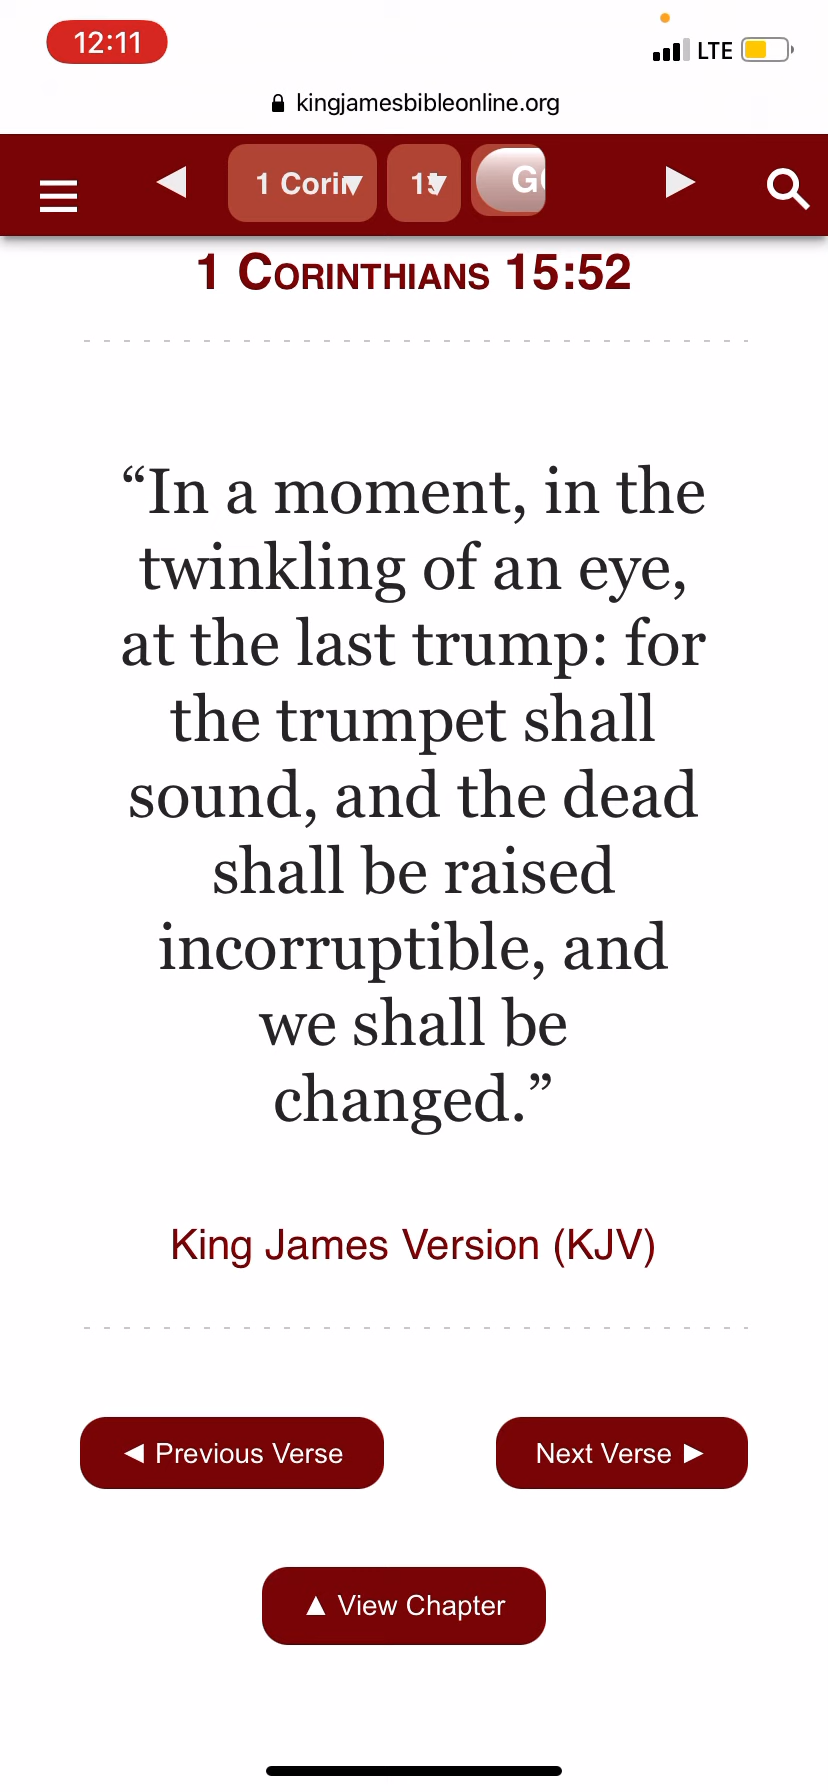 12:11
LTE
kingjamesbibleonline.org
1 Corin
15
G
1 CORINTHIANS 15:52
“In a moment, in the
twinkling of an eye,
at the last trump: for
the trumpet shall
sound, and the dead
shall be raised
incorruptible, and
we shall be
changed.”
King James Version (KJV)
◄ Previous Verse
Next Verse ►
▲ View Chapter